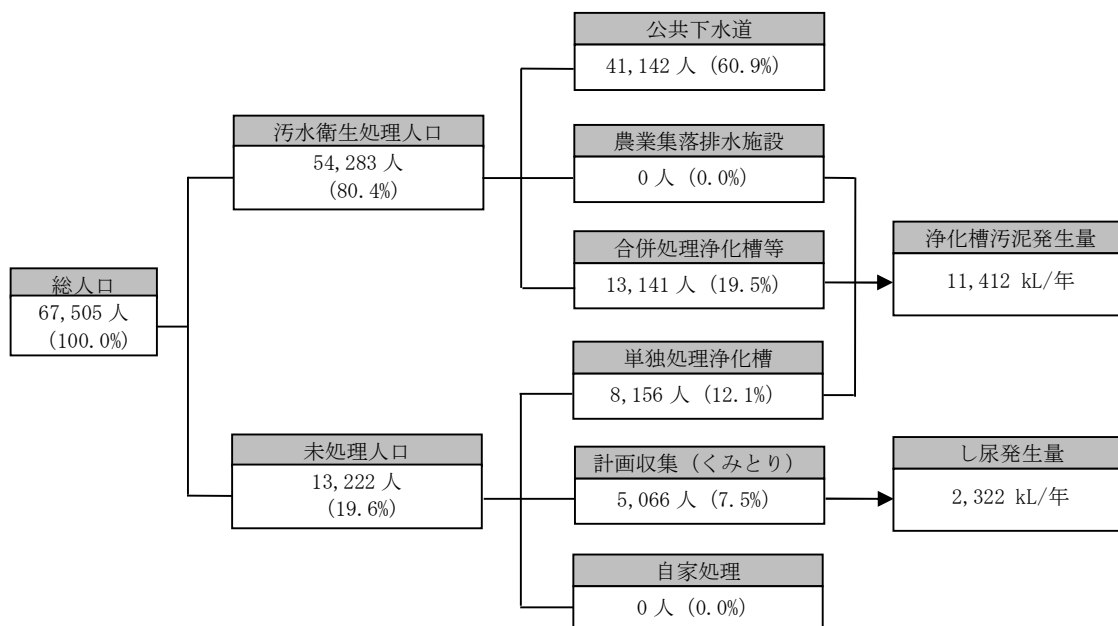 総人口
67,505 人
(100.0%)
汚水衛生処理人口
54,283 人
(80.4%)
未処理人口
13,222 人
(19.6%)
公共下水道
41,142 人 (60.9%)
農業集落排水施設
0 人 (0.0%)
合併処理浄化槽等
13,141 人 (19.5%)
単独処理浄化槽
8,156 人 (12.1%)
計画収集（くみとり）
5,066 人 (7.5%)
自家処理
0 人 (0.0%)
浄化槽汚泥発生量
11,412 kL/年
し尿発生量
2,322 kL/年